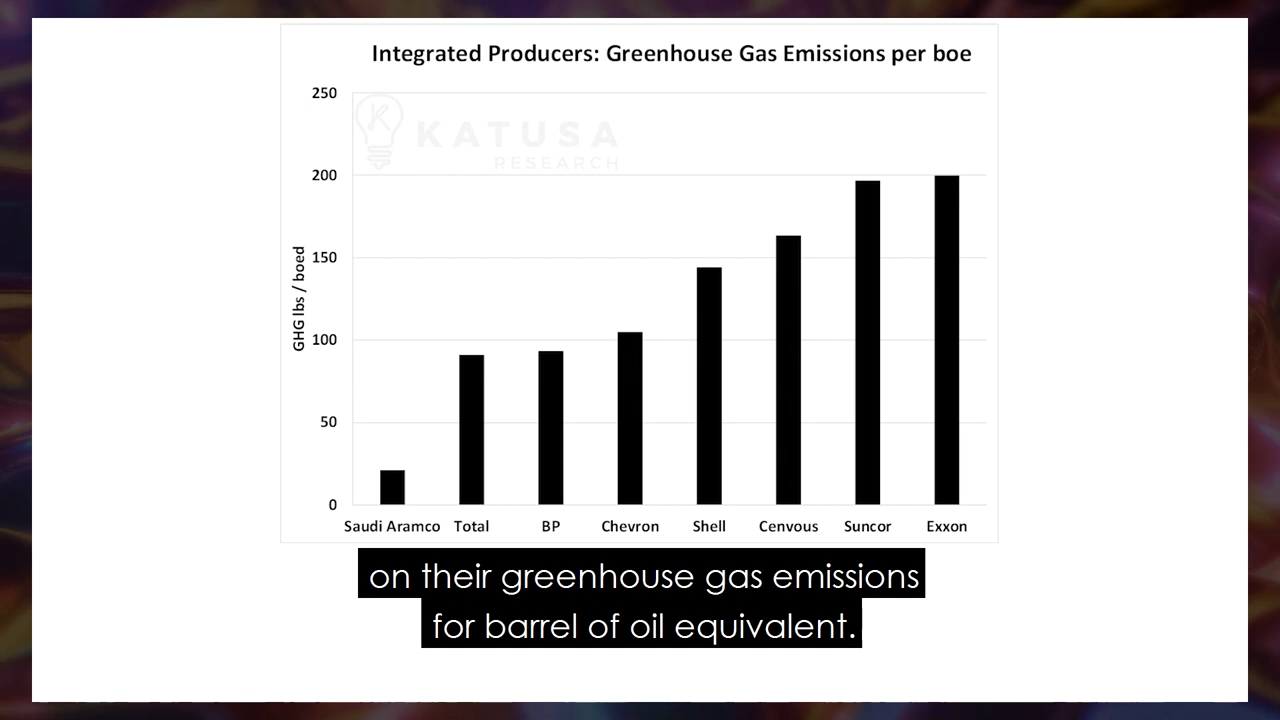 Integrated Producers: Greenhouse Gas Emissions per boe
KATUSA
RESEARCH
GHG lbs / boed
250
200
150
100
50
0
Saudi Aramco Total BP Chevron Shell Cenvous Suncor Exxon
on their greenhouse gas emissions
for barrel of oil equivalent.